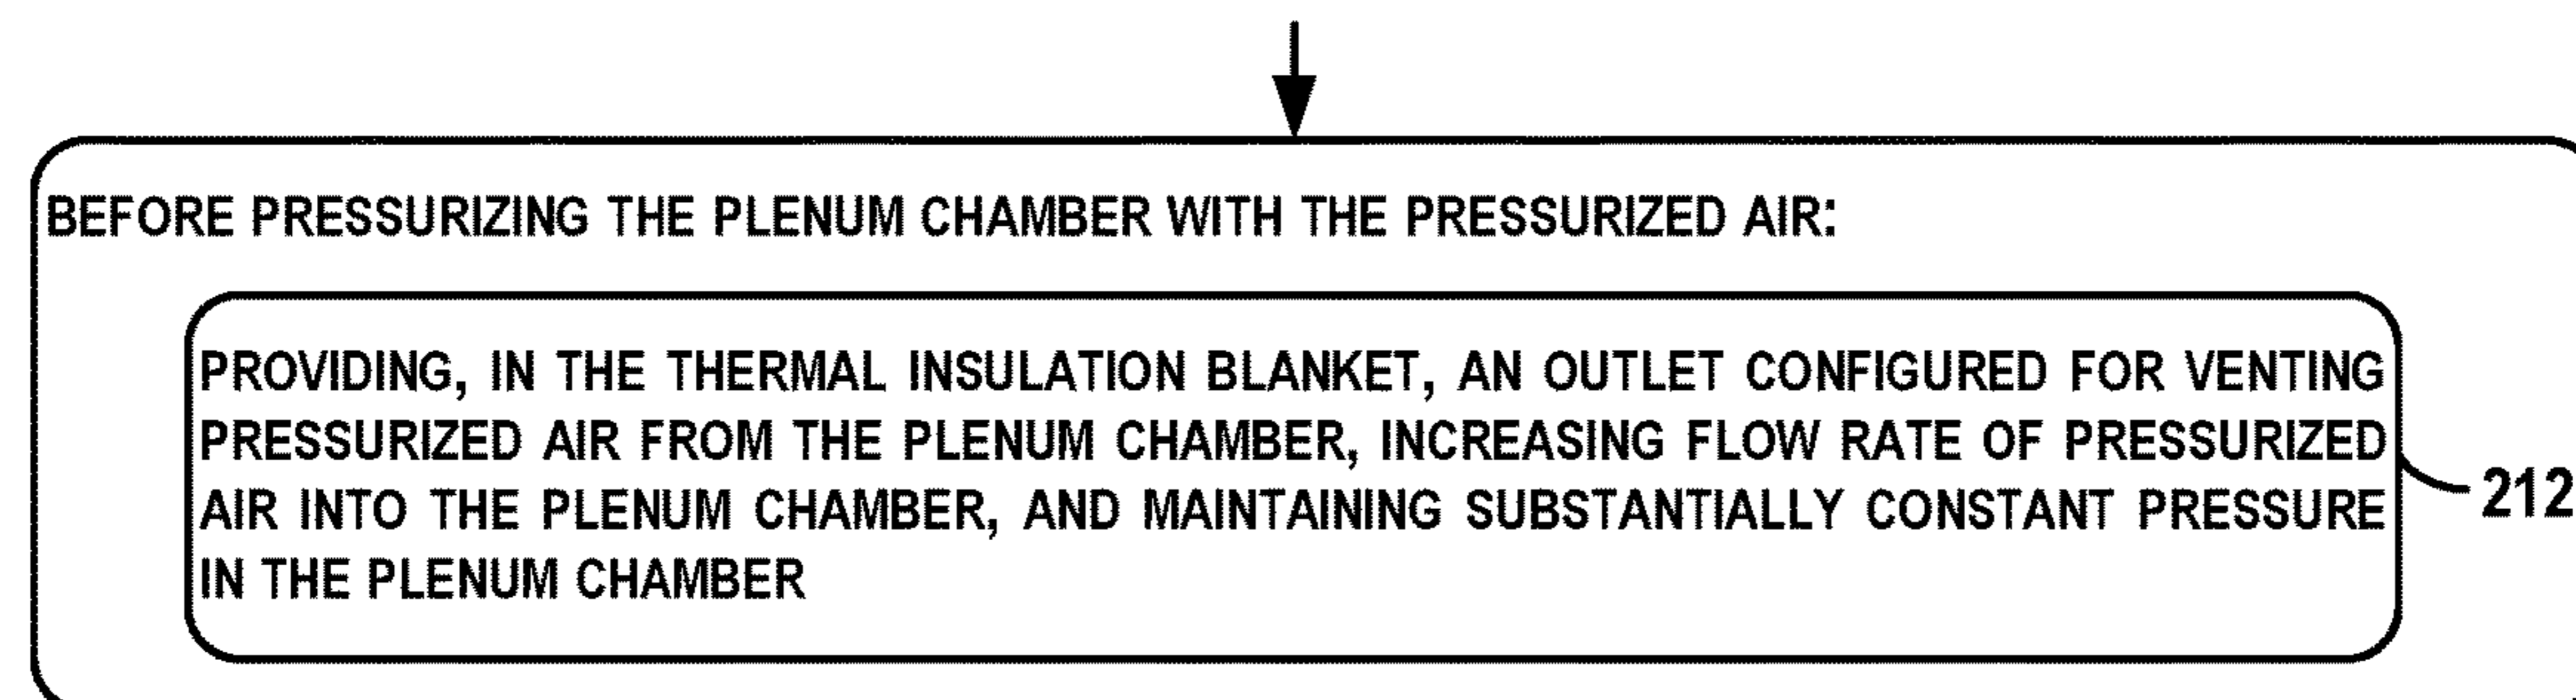 BEFORE PRESSURIZING THE PLENUM CHAMBER WITH THE PRESSURIZED AIR:
PROVIDING, IN THE THERMAL INSULATION BLANKET, AN OUTLET CONFIGURED FOR VENTING
PRESSURIZED AIR FROM THE PLENUM CHAMBER, INCREASING FLOW RATE OF PRESSURIZED
AIR INTO THE PLENUM CHAMBER, AND MAINTAINING SUBSTANTIALLY CONSTANT PRESSURE
IN THE PLENUM CHAMBER
212